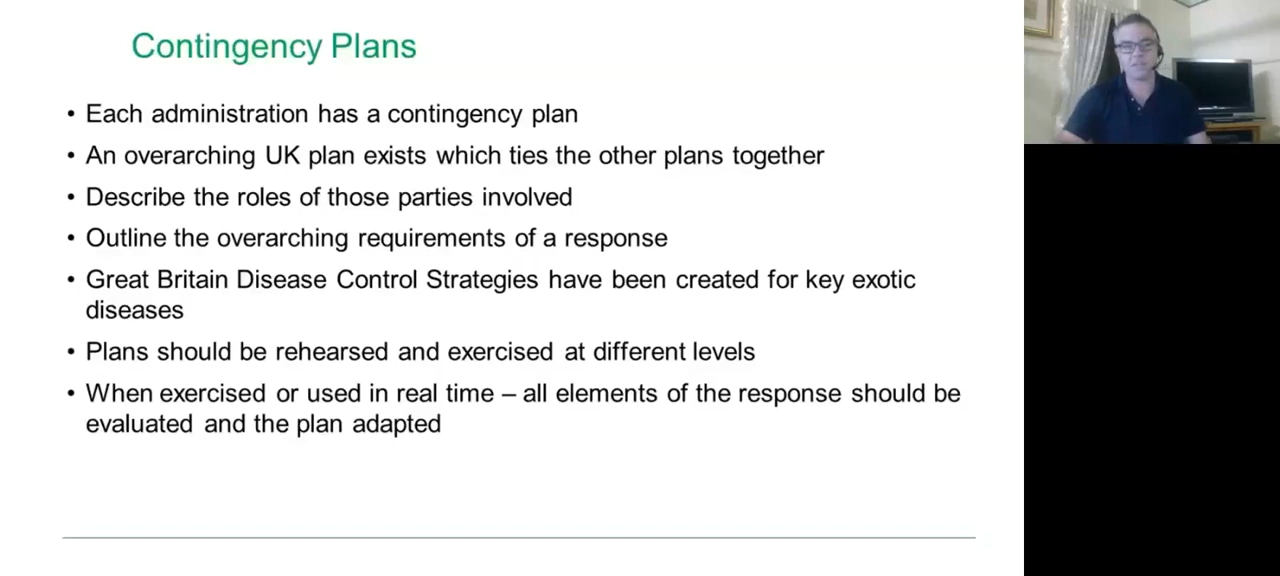 Contingency Plans
• Each administration has a contingency plan
• An overarching UK plan exists which ties the other plans together
• Describe the roles of those parties involved
• Outline the overarching requirements of a response
• Great Britain Disease Control Strategies have been created for key exotic
diseases
• Plans should be rehearsed and exercised at different levels
• When exercised or used in real time – all elements of the response should be
evaluated and the plan adapted